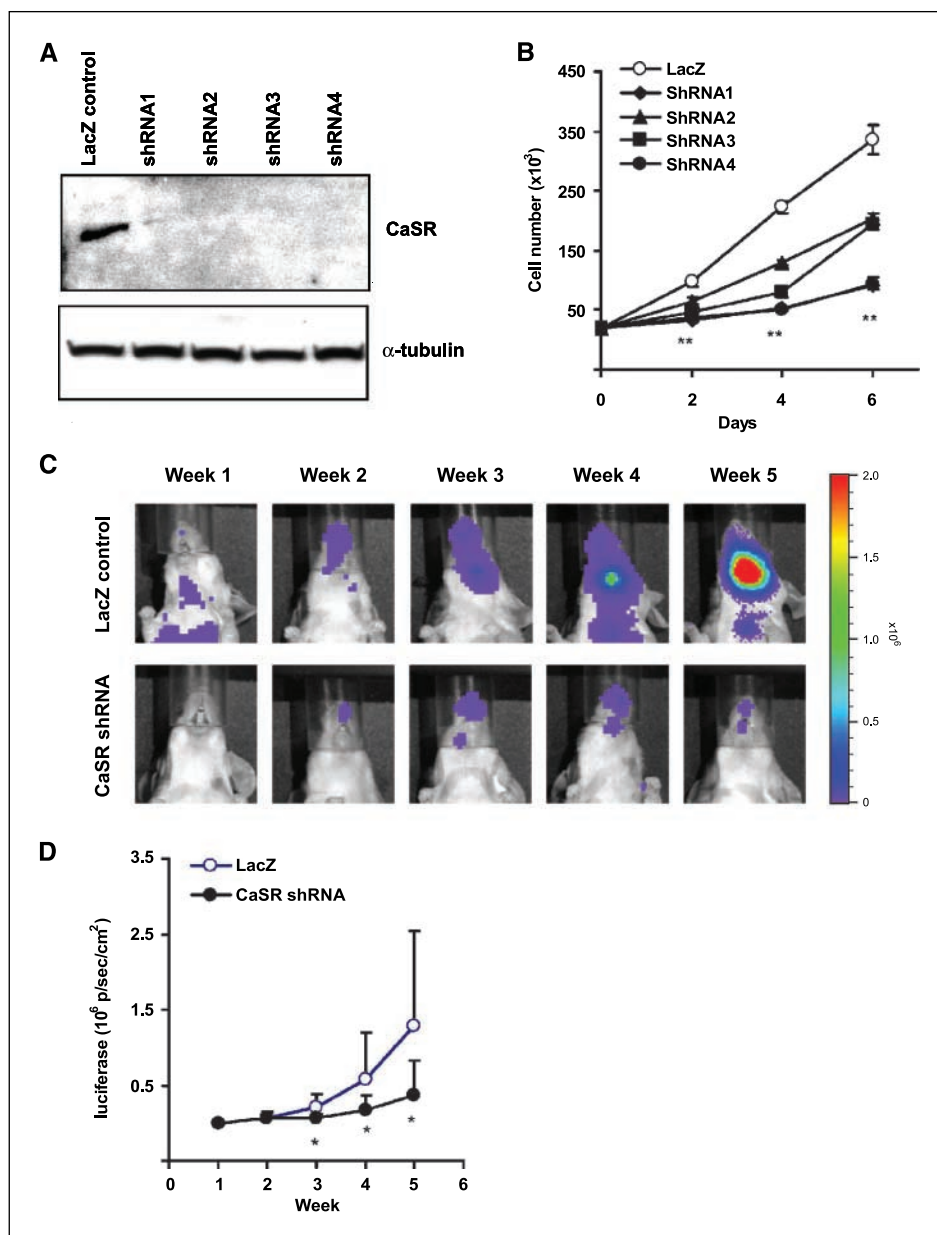 A
LacZ control
shRNA1
shRNA2
shRNA3
shRNA4
CaSR
α-tubulin
B
LacZ
ShRNA1
ShRNA2
ShRNA3
ShRNA4
Cell number (x10³)
450
350
250
150
50
**
**
**
0 2 4 6
Days
C
Week 1 Week 2 Week 3 Week 4 Week 5
LacZ control
CaSR shRNA
2.0
1.5
1.0
0.5
0
x10⁶
D
LacZ
CaSR shRNA
luciferase (10⁶ p/sec/cm²)
3.5
2.5
1.5
0.5
* * *
0 1 2 3 4 5 6
Week